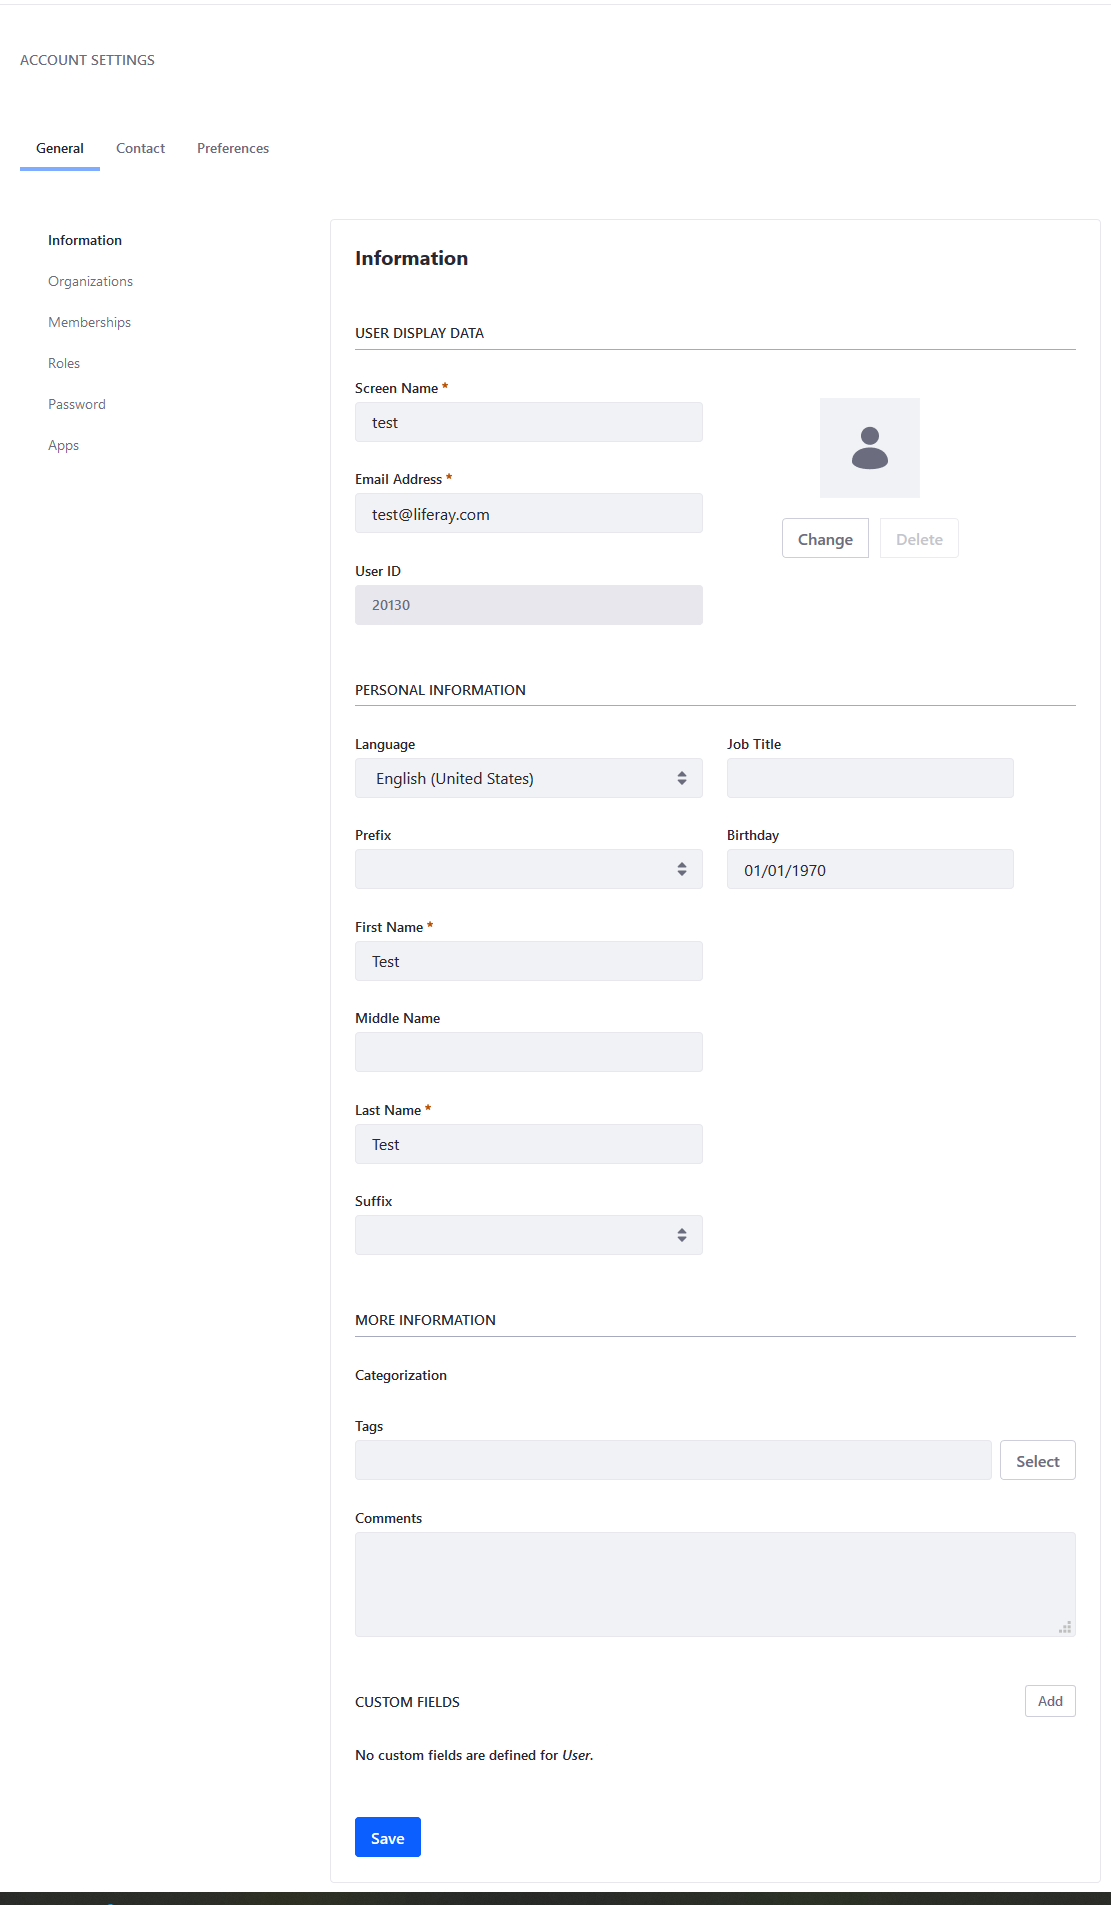 ACCOUNT SETTINGS
General Contact Preferences
Information
Organizations
Memberships
Roles
Password
Apps
Information
USER DISPLAY DATA
Screen Name *
test
Email Address *
test@liferay.com
Change Delete
User ID
20130
PERSONAL INFORMATION
Language
English (United States)
Job Title
Prefix
Birthday
01/01/1970
First Name *
Test
Middle Name
Last Name *
Test
Suffix
MORE INFORMATION
Categorization
Tags
Select
Comments
CUSTOM FIELDS
Add
No custom fields are defined for User.
Save